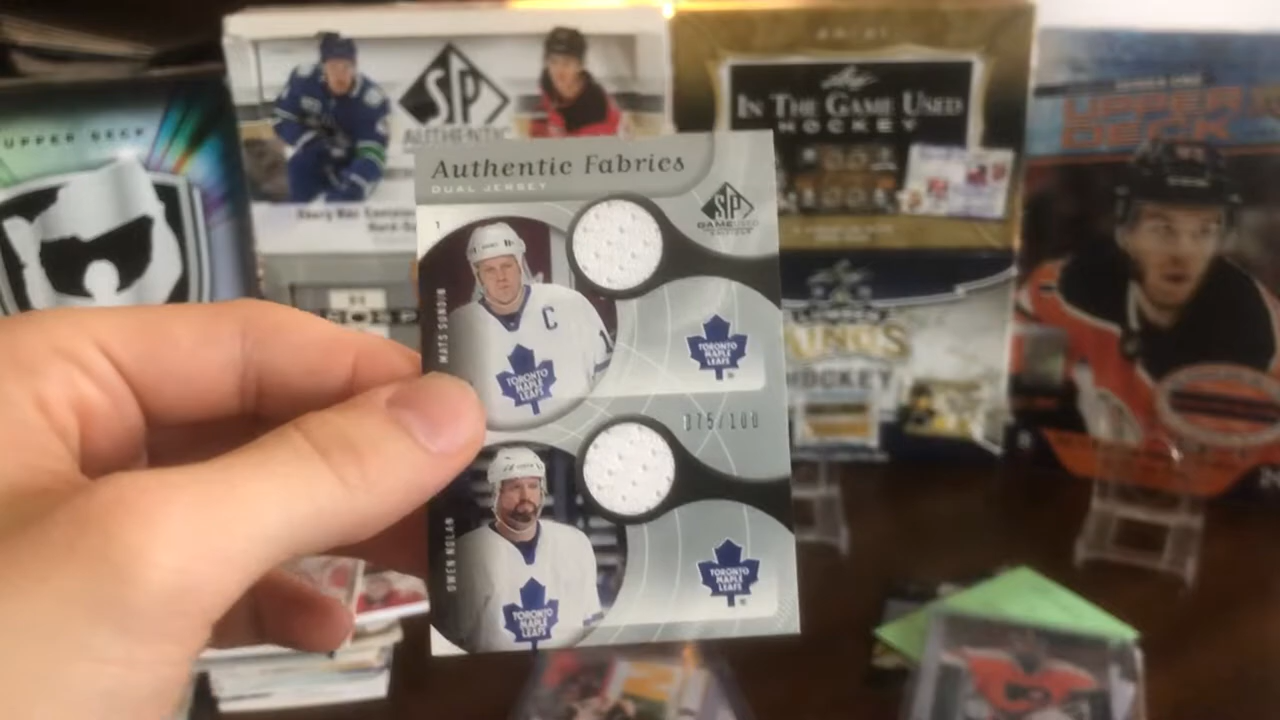 UPPER DECK
SP
AUTHENTIC
IN THE GAME USED
HOCKEY
UPPER
DECK
Authentic Fabrics
DUAL JERSEY
SP
GAME USED
1
MATS SUNDIN
C
TORONTO
MAPLE
LEAFS
TORONTO
MAPLE
LEAFS
075/100
OWEN NOLAN
TORONTO
MAPLE
LEAFS
TORONTO
MAPLE
LEAFS
HOCKEY